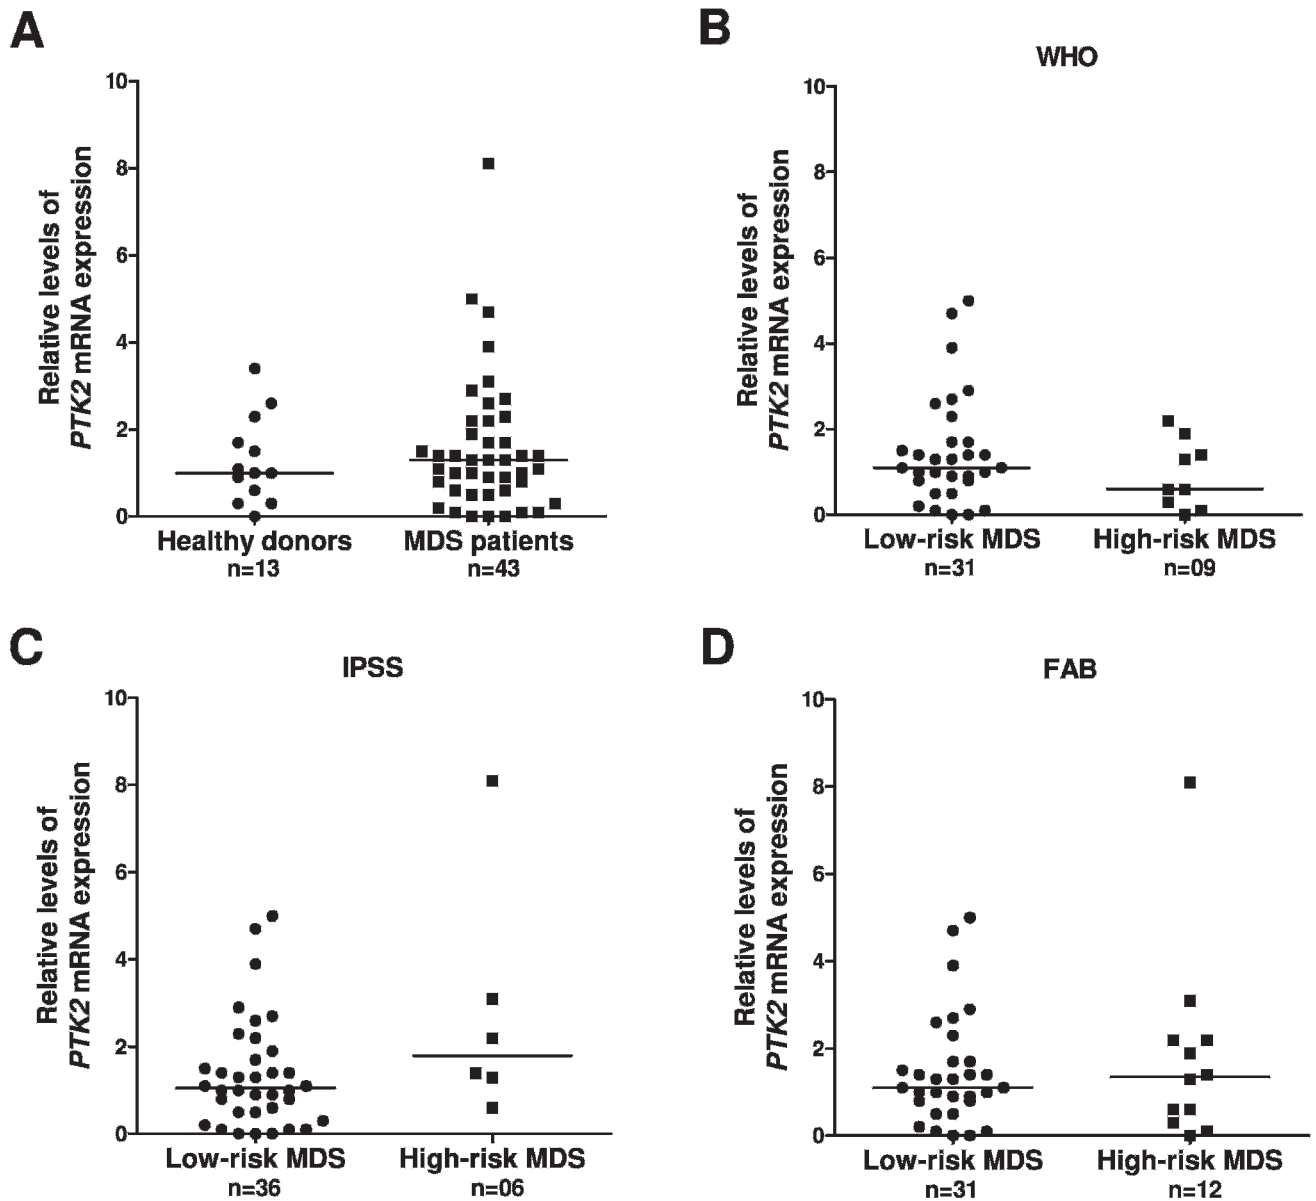 A
Relative levels of
PTK2 mRNA expression
10
8
6
4
2
0
Healthy donors
n=13
MDS patients
n=43
B
WHO
Relative levels of
PTK2 mRNA expression
10
8
6
4
2
0
Low-risk MDS
n=31
High-risk MDS
n=09
C
IPSS
Relative levels of
PTK2 mRNA expression
10
8
6
4
2
0
Low-risk MDS
n=36
High-risk MDS
n=06
D
FAB
Relative levels of
PTK2 mRNA expression
10
8
6
4
2
0
Low-risk MDS
n=31
High-risk MDS
n=12